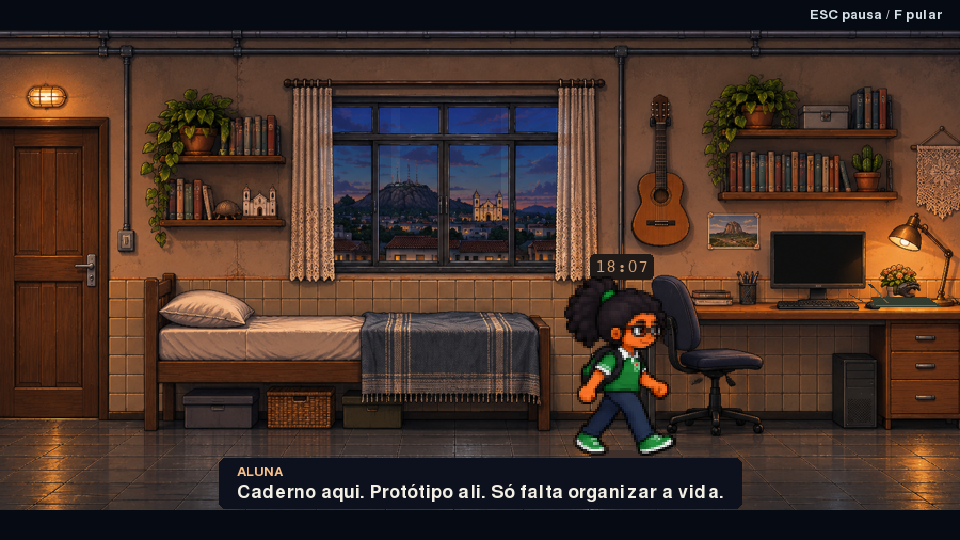 ESC pausa / F pular
18:07
ALUNA
Caderno aqui. Protótipo ali. Só falta organizar a vida.